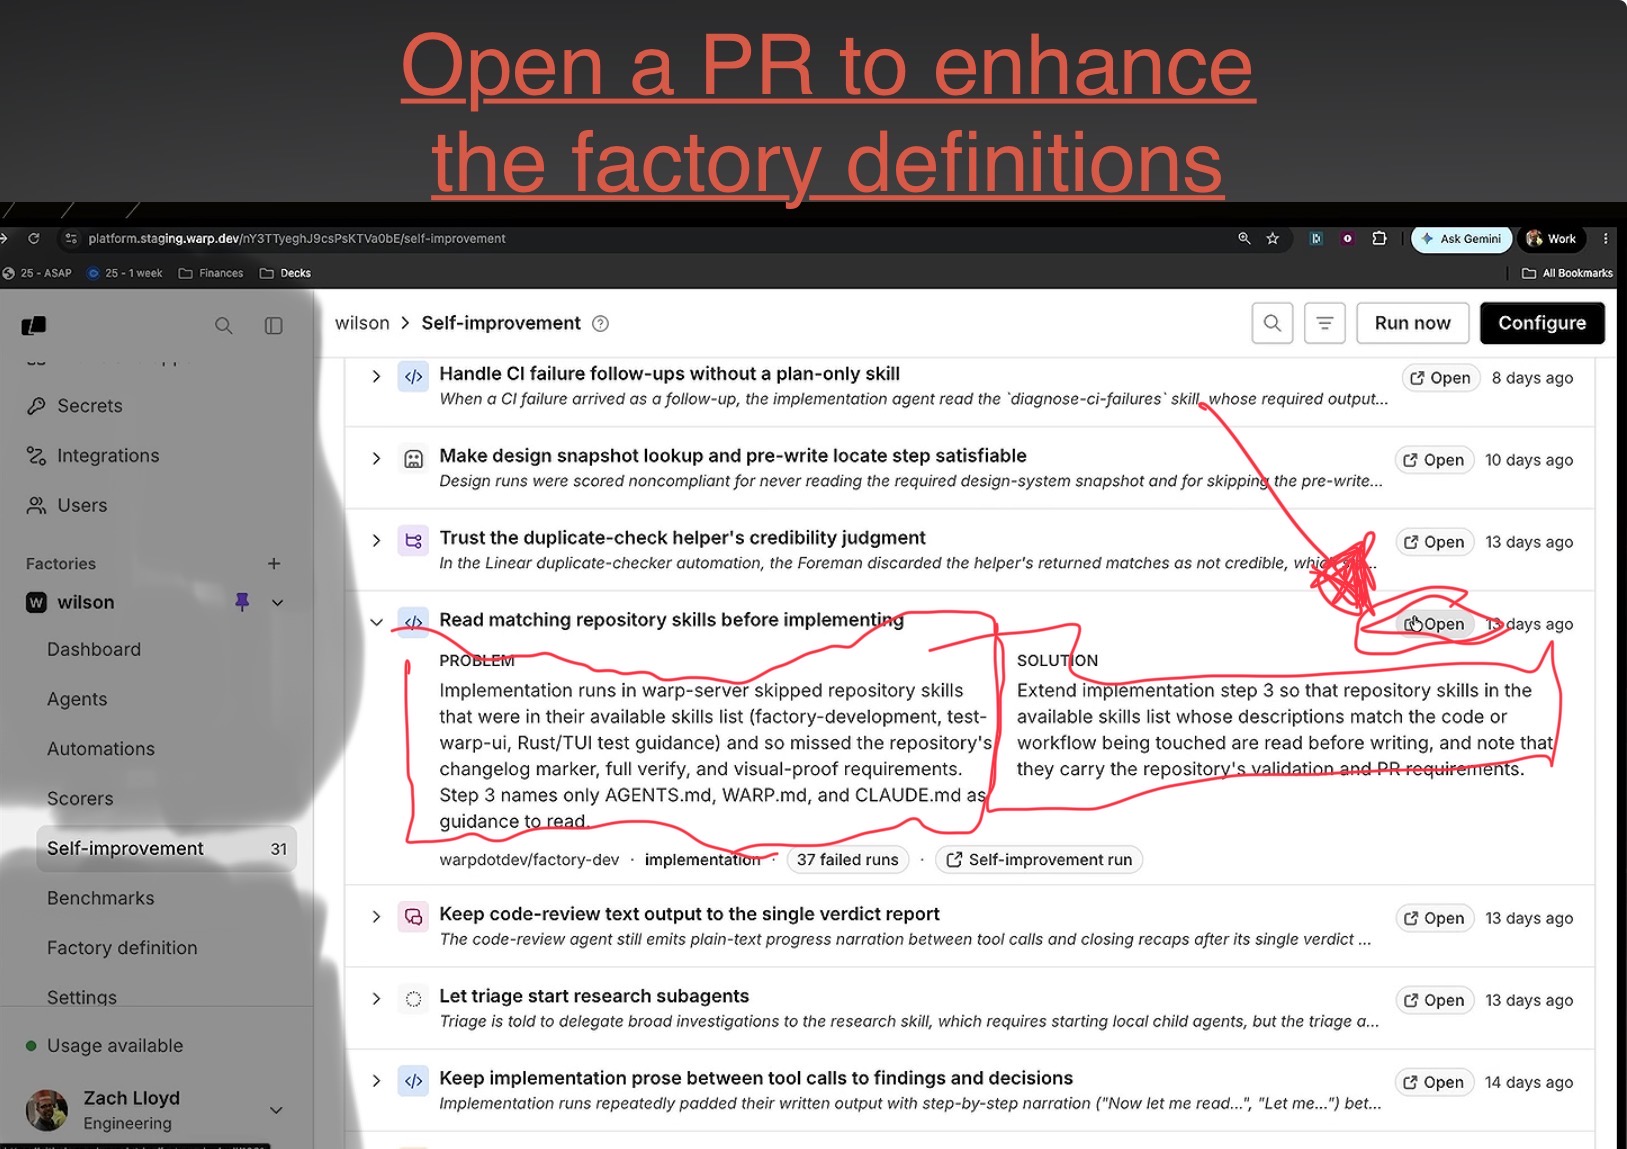 Open a PR to enhance
the factory definitions
platform.staging.warp.dev/nY3TTyeghJ9csPsKTVa0bE/self-improvement
Ask Gemini
Work
25 - ASAP
25 - 1 week
Finances
Decks
All Bookmarks
wilson > Self-improvement
Run now
Configure
Secrets
Integrations
Users
Factories
W wilson
Dashboard
Agents
Automations
Scorers
Self-improvement 31
Benchmarks
Factory definition
Settings
Usage available
Zach Lloyd
Engineering
Handle CI failure follow-ups without a plan-only skill
When a CI failure arrived as a follow-up, the implementation agent read the `diagnose-ci-failures` skill, whose required output...
Open 8 days ago
Make design snapshot lookup and pre-write locate step satisfiable
Design runs were scored noncompliant for never reading the required design-system snapshot and for skipping the pre-write...
Open 10 days ago
Trust the duplicate-check helper's credibility judgment
In the Linear duplicate-checker automation, the Foreman discarded the helper's returned matches as not credible,
Open 13 days ago
Read matching repository skills before implementing
Open 13 days ago
PROBLEM
Implementation runs in warp-server skipped repository skills
that were in their available skills list (factory-development, test-
warp-ui, Rust/TUI test guidance) and so missed the repository's
changelog marker, full verify, and visual-proof requirements.
Step 3 names only AGENTS.md, WARP.md, and CLAUDE.md as
guidance to read.
SOLUTION
Extend implementation step 3 so that repository skills in the
available skills list whose descriptions match the code or
workflow being touched are read before writing, and note that
they carry the repository's validation and PR requirements.
warpdotdev/factory-dev · implementation · 37 failed runs · Self-improvement run
Keep code-review text output to the single verdict report
The code-review agent still emits plain-text progress narration between tool calls and closing recaps after its single verdict ...
Open 13 days ago
Let triage start research subagents
Triage is told to delegate broad investigations to the research skill, which requires starting local child agents, but the triage a...
Open 13 days ago
Keep implementation prose between tool calls to findings and decisions
Implementation runs repeatedly padded their written output with step-by-step narration ("Now let me read...", "Let me...") bet...
Open 14 days ago